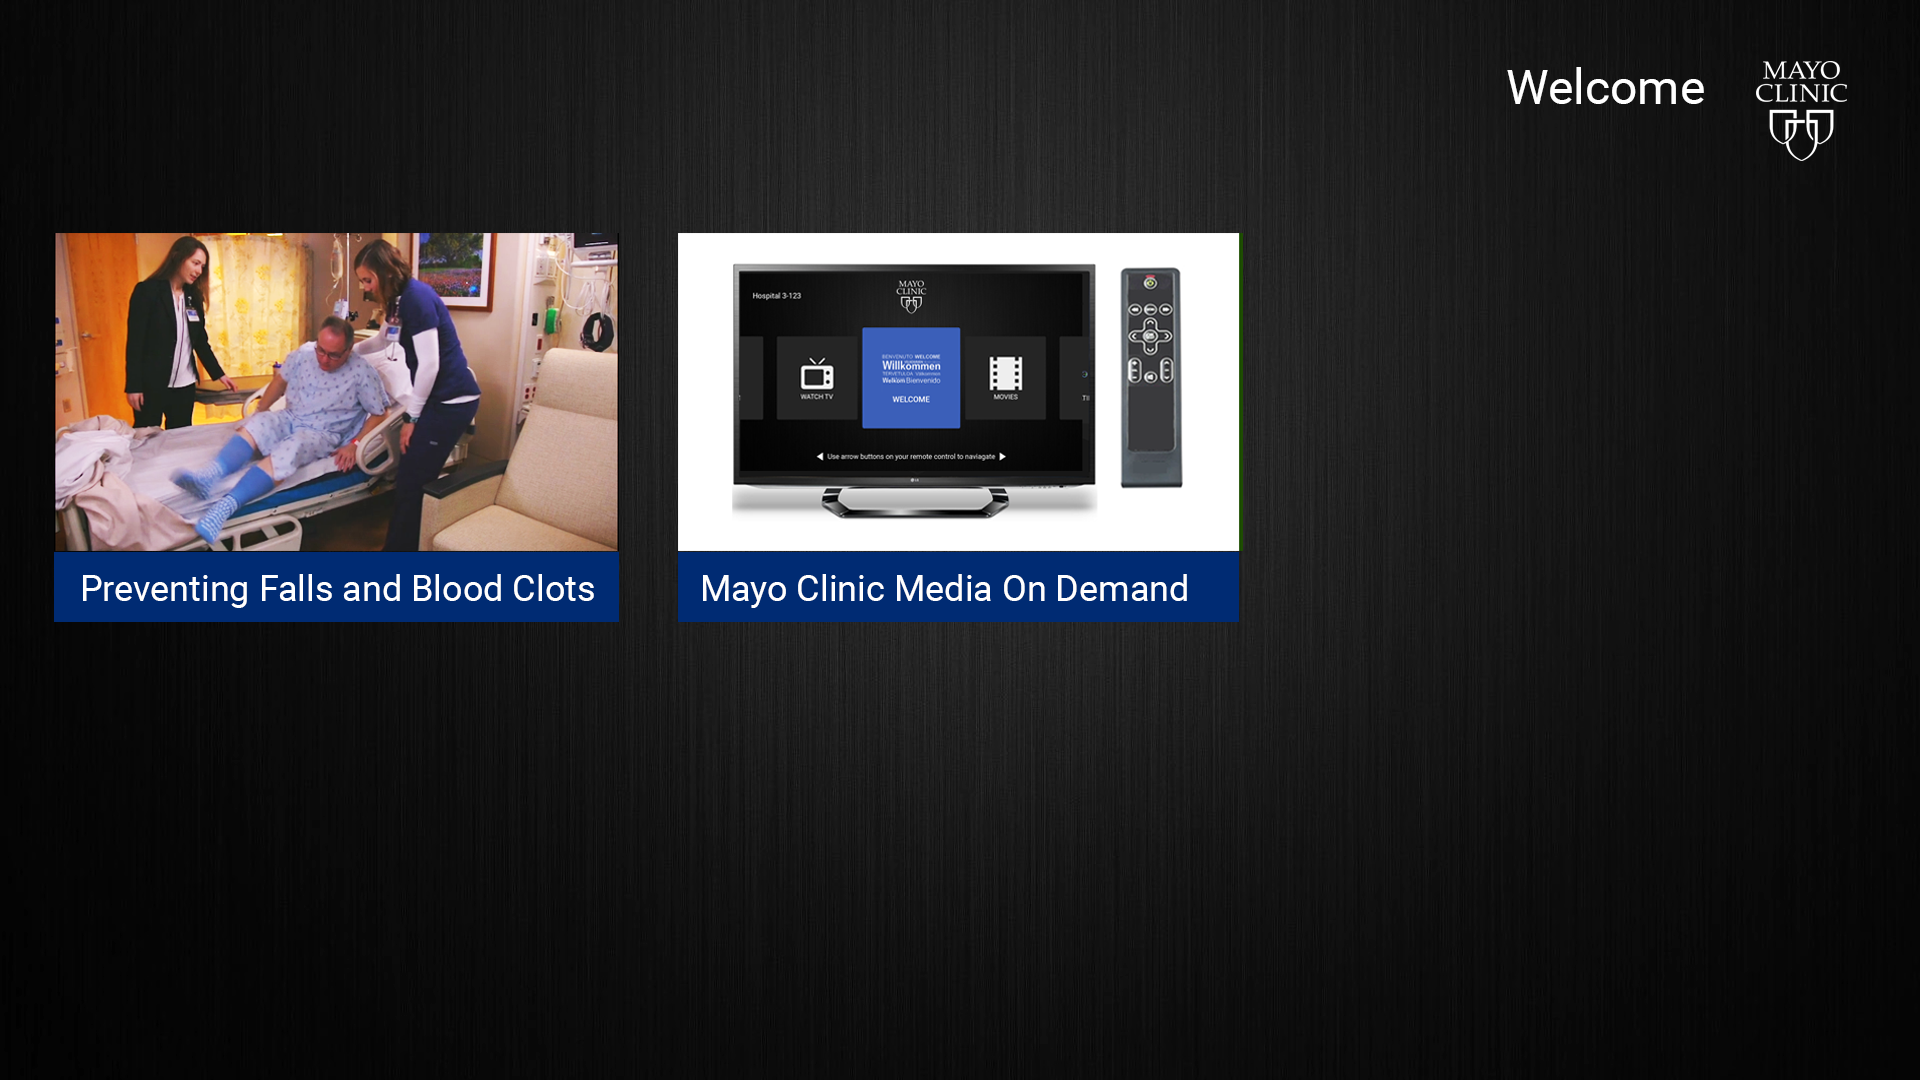 Welcome
MAYO
CLINIC
Hospital 3-123
MAYO
CLINIC
WATCH TV
BENVENUTO WELCOME
Willkommen
TERVETULOA Välkommen
Welkom Bienvenido
WELCOME
MOVIES
Use arrow buttons on your remote control to naviagate
LG
Preventing Falls and Blood Clots
Mayo Clinic Media On Demand